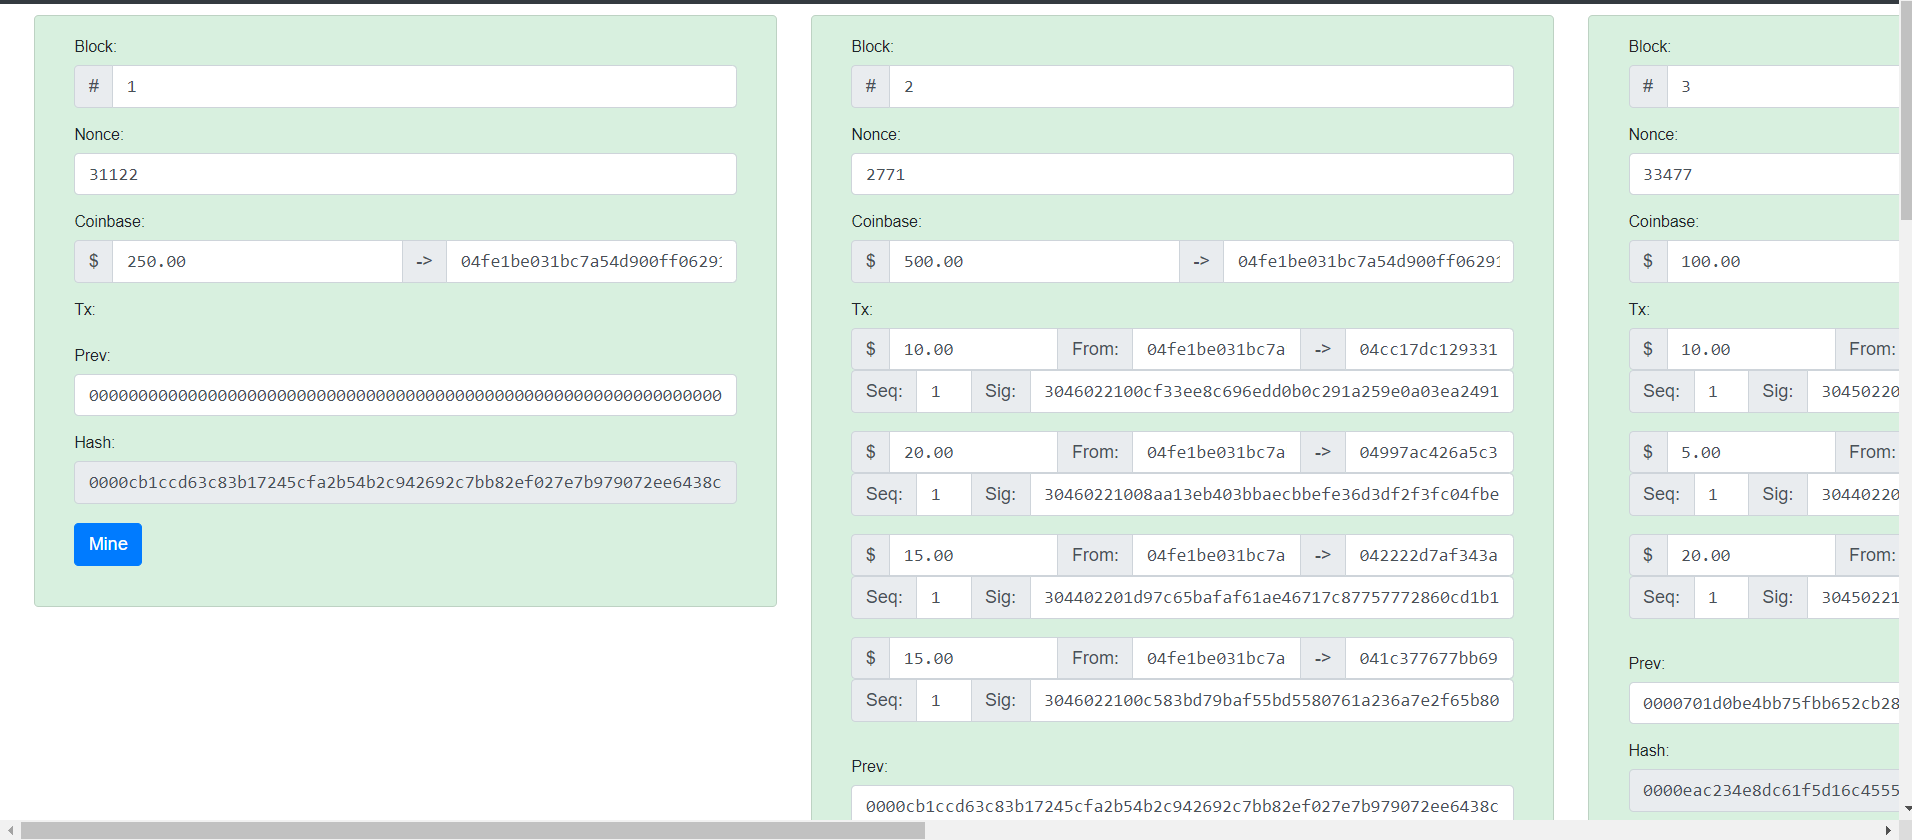 Block:
# 1
Nonce:
31122
Coinbase:
$ 250.00 -> 04fe1be031bc7a54d900ff06291
Tx:
Prev:
0000000000000000000000000000000000000000000000000000000000000000
Hash:
0000cb1ccd63c83b17245cfa2b54b2c942692c7bb82ef027e7b979072ee6438c
Mine
Block:
# 2
Nonce:
2771
Coinbase:
$ 500.00 -> 04fe1be031bc7a54d900ff06291
Tx:
$ 10.00 From: 04fe1be031bc7a -> 04cc17dc129331
Seq: 1 Sig: 3046022100cf33ee8c696edd0b0c291a259e0a03ea2491
$ 20.00 From: 04fe1be031bc7a -> 04997ac426a5c3
Seq: 1 Sig: 30460221008aa13eb403bbaecbbefe36d3df2f3fc04fbe
$ 15.00 From: 04fe1be031bc7a -> 042222d7af343a
Seq: 1 Sig: 304402201d97c65bafaf61ae46717c87757772860cd1b1
$ 15.00 From: 04fe1be031bc7a -> 041c377677bb69
Seq: 1 Sig: 3046022100c583bd79baf55bd5580761a236a7e2f65b80
Prev:
0000cb1ccd63c83b17245cfa2b54b2c942692c7bb82ef027e7b979072ee6438c
Block:
# 3
Nonce:
33477
Coinbase:
$ 100.00
Tx:
$ 10.00 From:
Seq: 1 Sig: 30450220
$ 5.00 From:
Seq: 1 Sig: 30440220
$ 20.00 From:
Seq: 1 Sig: 30450221
Prev:
0000701d0be4bb75fbb652cb28
Hash:
0000eac234e8dc61f5d16c4555